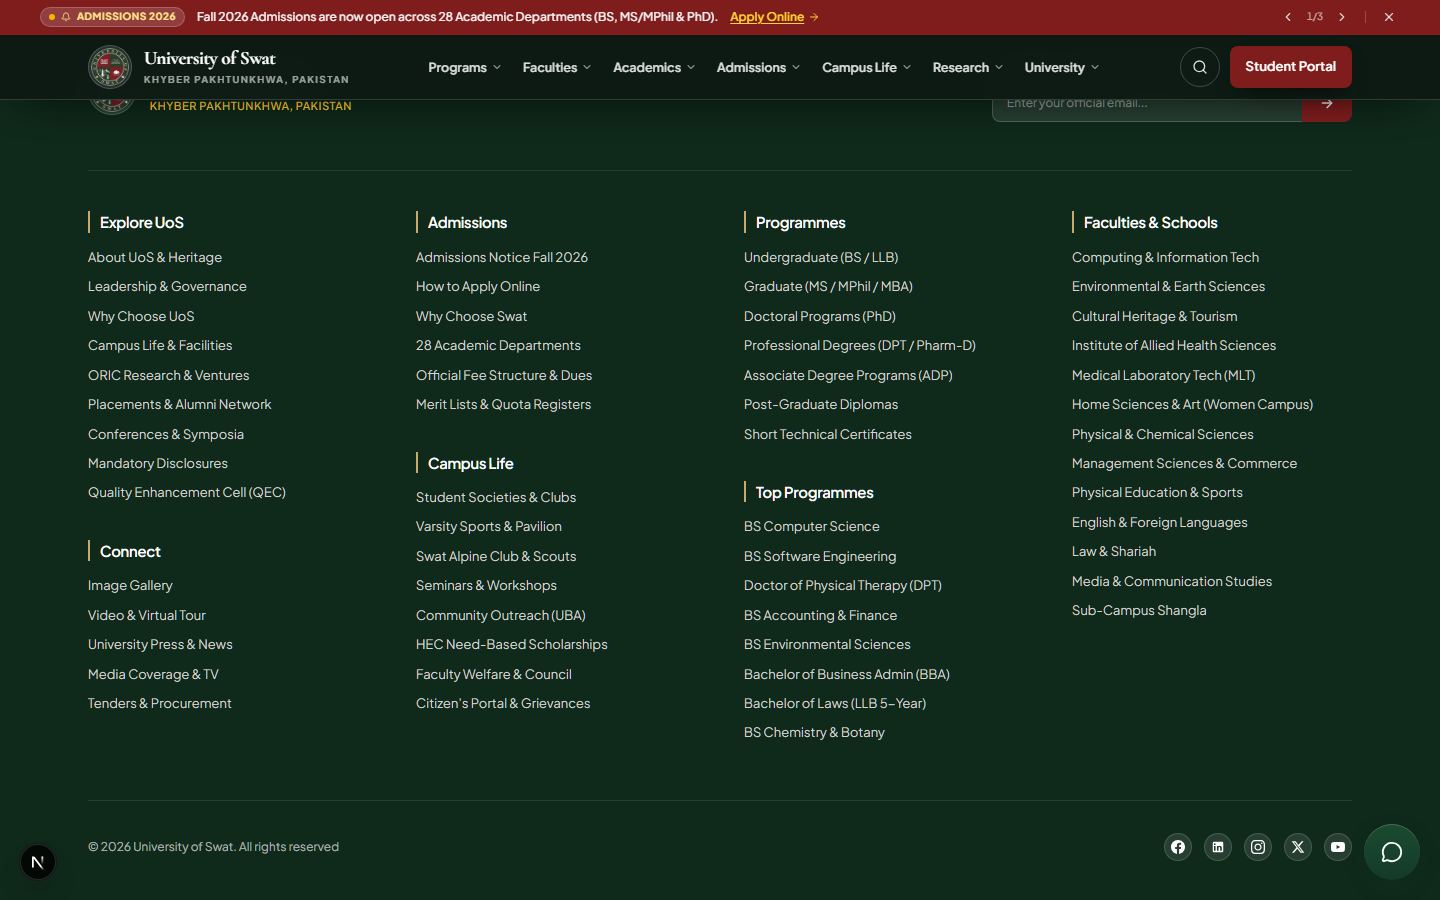 ADMISSIONS 2026
Fall 2026 Admissions are now open across 28 Academic Departments (BS, MS/MPhil & PhD). Apply Online →
1/3
University of Swat
KHYBER PAKHTUNKHWA, PAKISTAN
Programs
Faculties
Academics
Admissions
Campus Life
Research
University
Student Portal
KHYBER PAKHTUNKHWA, PAKISTAN
Enter your official email...
Explore UoS
About UoS & Heritage
Leadership & Governance
Why Choose UoS
Campus Life & Facilities
ORIC Research & Ventures
Placements & Alumni Network
Conferences & Symposia
Mandatory Disclosures
Quality Enhancement Cell (QEC)
Connect
Image Gallery
Video & Virtual Tour
University Press & News
Media Coverage & TV
Tenders & Procurement
Admissions
Admissions Notice Fall 2026
How to Apply Online
Why Choose Swat
28 Academic Departments
Official Fee Structure & Dues
Merit Lists & Quota Registers
Campus Life
Student Societies & Clubs
Varsity Sports & Pavilion
Swat Alpine Club & Scouts
Seminars & Workshops
Community Outreach (UBA)
HEC Need-Based Scholarships
Faculty Welfare & Council
Citizen's Portal & Grievances
Programmes
Undergraduate (BS / LLB)
Graduate (MS / MPhil / MBA)
Doctoral Programs (PhD)
Professional Degrees (DPT / Pharm-D)
Associate Degree Programs (ADP)
Post-Graduate Diplomas
Short Technical Certificates
Top Programmes
BS Computer Science
BS Software Engineering
Doctor of Physical Therapy (DPT)
BS Accounting & Finance
BS Environmental Sciences
Bachelor of Business Admin (BBA)
Bachelor of Laws (LLB 5-Year)
BS Chemistry & Botany
Faculties & Schools
Computing & Information Tech
Environmental & Earth Sciences
Cultural Heritage & Tourism
Institute of Allied Health Sciences
Medical Laboratory Tech (MLT)
Home Sciences & Art (Women Campus)
Physical & Chemical Sciences
Management Sciences & Commerce
Physical Education & Sports
English & Foreign Languages
Law & Shariah
Media & Communication Studies
Sub-Campus Shangla
© 2026 University of Swat. All rights reserved
N